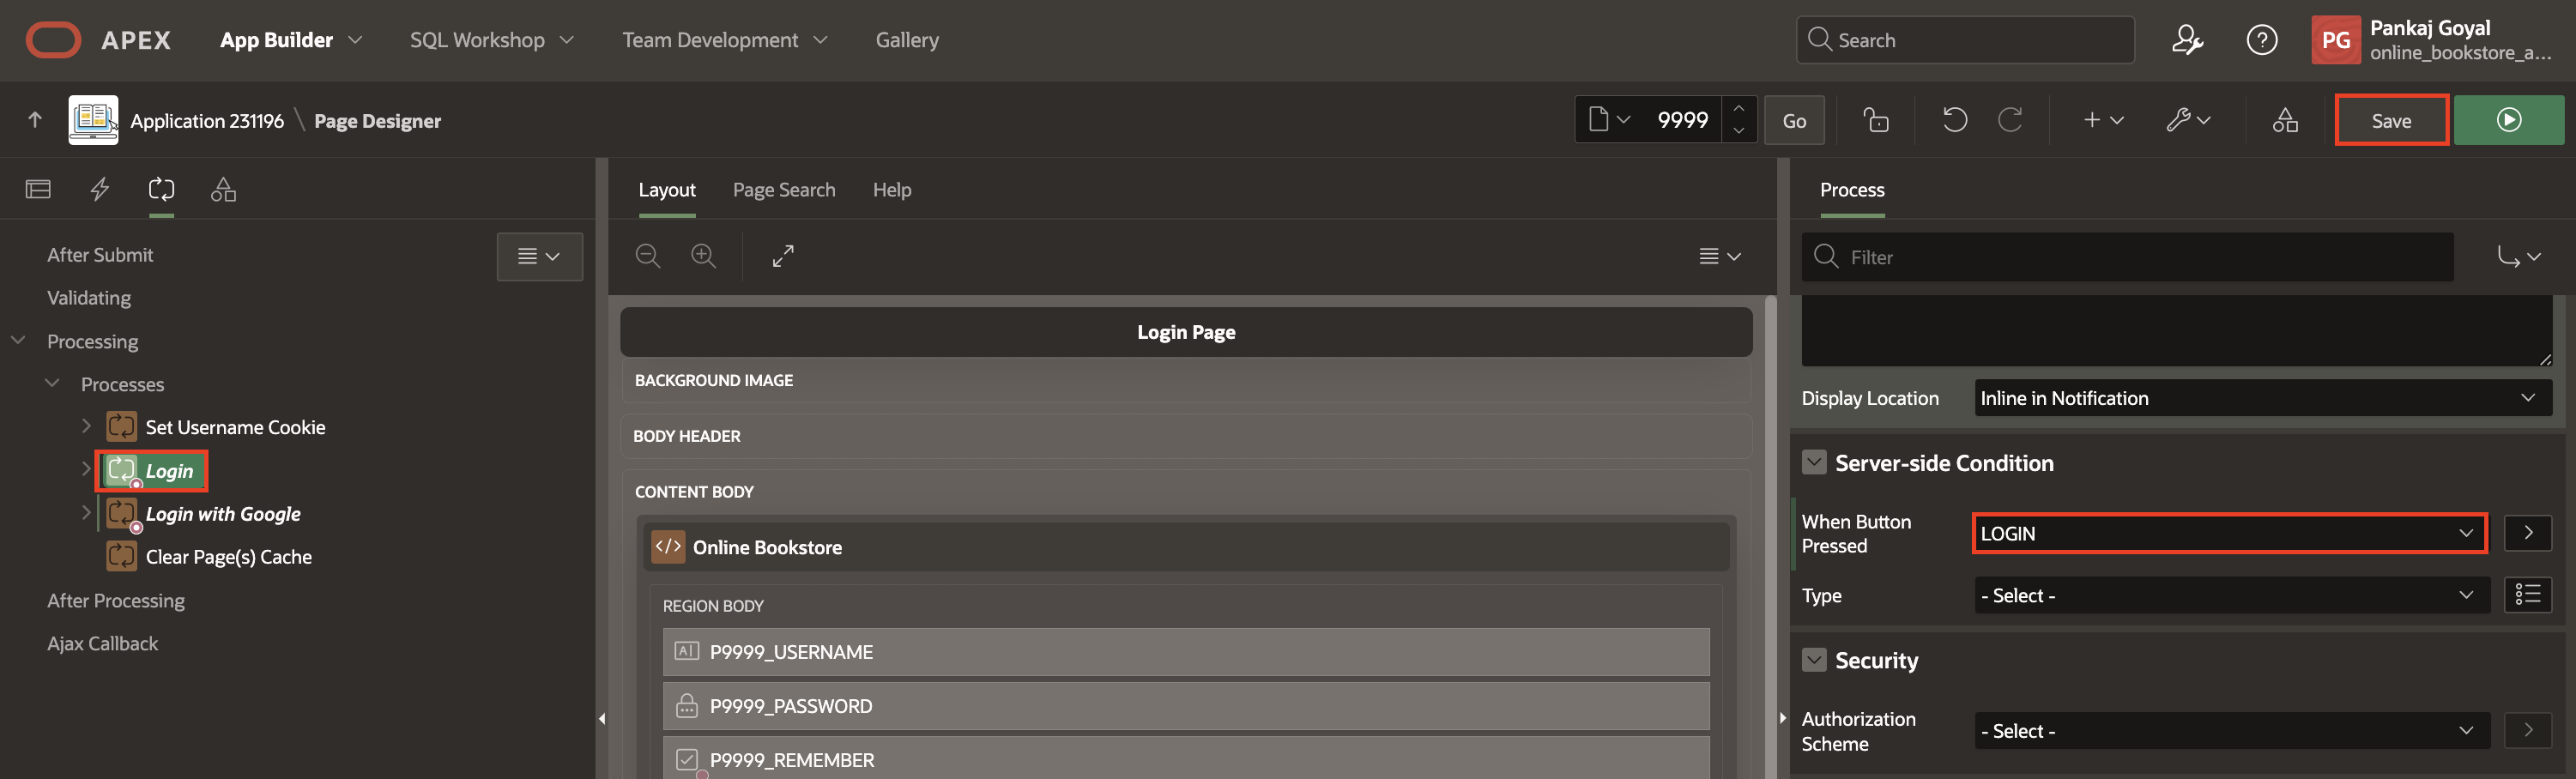 APEX
App Builder
SQL Workshop
Team Development
Gallery
Search
PG
Pankaj Goyal
online_bookstore_a...
Application 231196 \ Page Designer
9999
Go
Save
Layout
Page Search
Help
Process
After Submit
Validating
Processing
Processes
Set Username Cookie
Login
Login with Google
Clear Page(s) Cache
After Processing
Ajax Callback
Login Page
BACKGROUND IMAGE
BODY HEADER
CONTENT BODY
Online Bookstore
REGION BODY
P9999_USERNAME
P9999_PASSWORD
P9999_REMEMBER
Filter
Display Location
Inline in Notification
Server-side Condition
When Button
Pressed
LOGIN
Type
- Select -
Security
Authorization
Scheme
- Select -